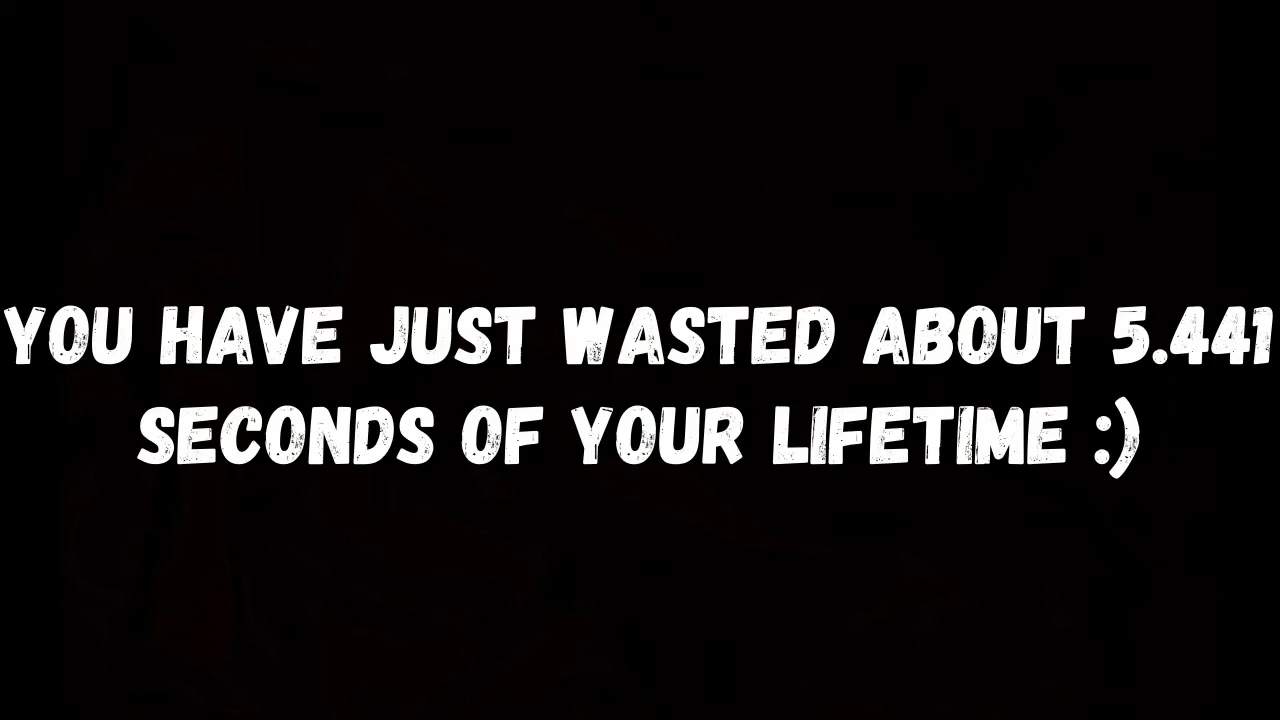 YOU HAVE JUST WASTED ABOUT 5.441
SECONDS OF YOUR LIFETIME :)